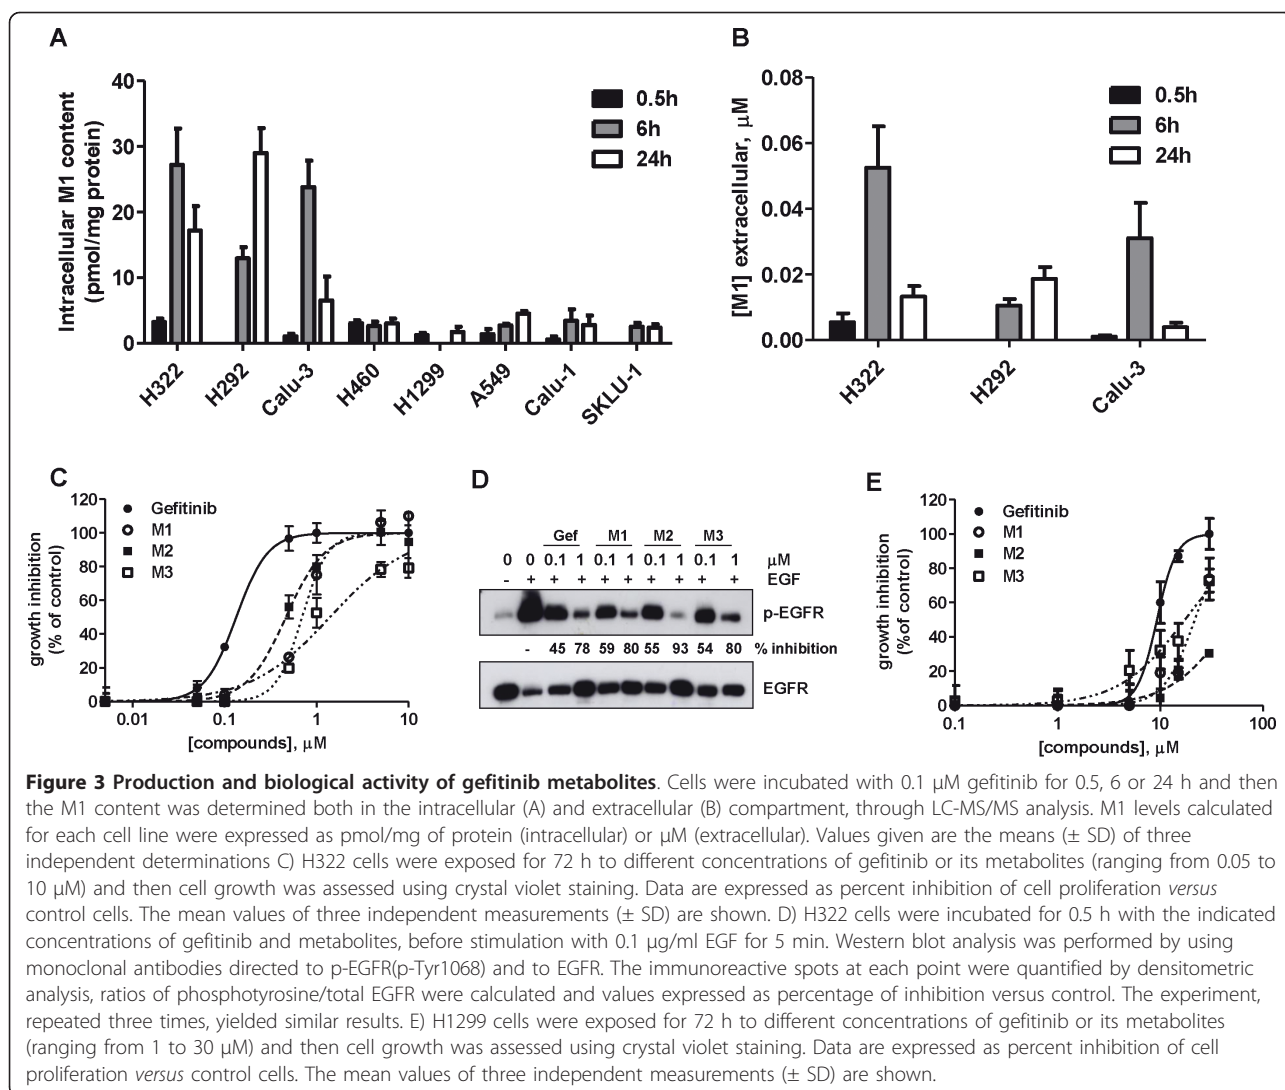 A
Intracellular M1 content
(pmol/mg protein)
40
30
20
10
0
0.5h
6h
24h
H322
H292
Calu-3
H460
H1299
A549
Calu-1
SKLU-1
B
[M1] extracellular, μM
0.08
0.06
0.04
0.02
0.00
0.5h
6h
24h
H322
H292
Calu-3
C
growth inhibition
(% of control)
120
100
80
60
40
20
0
Gefitinib
M1
M2
M3
0.01 0.1 1 10
[compounds], μM
D
Gef M1 M2 M3
0 0 0.1 1 0.1 1 0.1 1 0.1 1 μM
- + + + + + + + + + EGF
p-EGFR
- 45 78 59 80 55 93 54 80 % inhibition
EGFR
E
growth inhibition
(%of control)
120
100
80
60
40
20
0
Gefitinib
M1
M2
M3
0.1 1 10 100
[compounds], μM
Figure 3 Production and biological activity of gefitinib metabolites. Cells were incubated with 0.1 μM gefitinib for 0.5, 6 or 24 h and then
the M1 content was determined both in the intracellular (A) and extracellular (B) compartment, through LC-MS/MS analysis. M1 levels calculated
for each cell line were expressed as pmol/mg of protein (intracellular) or μM (extracellular). Values given are the means (± SD) of three
independent determinations C) H322 cells were exposed for 72 h to different concentrations of gefitinib or its metabolites (ranging from 0.05 to
10 μM) and then cell growth was assessed using crystal violet staining. Data are expressed as percent inhibition of cell proliferation versus
control cells. The mean values of three independent measurements (± SD) are shown. D) H322 cells were incubated for 0.5 h with the indicated
concentrations of gefitinib and metabolites, before stimulation with 0.1 μg/ml EGF for 5 min. Western blot analysis was performed by using
monoclonal antibodies directed to p-EGFR(p-Tyr1068) and to EGFR. The immunoreactive spots at each point were quantified by densitometric
analysis, ratios of phosphotyrosine/total EGFR were calculated and values expressed as percentage of inhibition versus control. The experiment,
repeated three times, yielded similar results. E) H1299 cells were exposed for 72 h to different concentrations of gefitinib or its metabolites
(ranging from 1 to 30 μM) and then cell growth was assessed using crystal violet staining. Data are expressed as percent inhibition of cell
proliferation versus control cells. The mean values of three independent measurements (± SD) are shown.